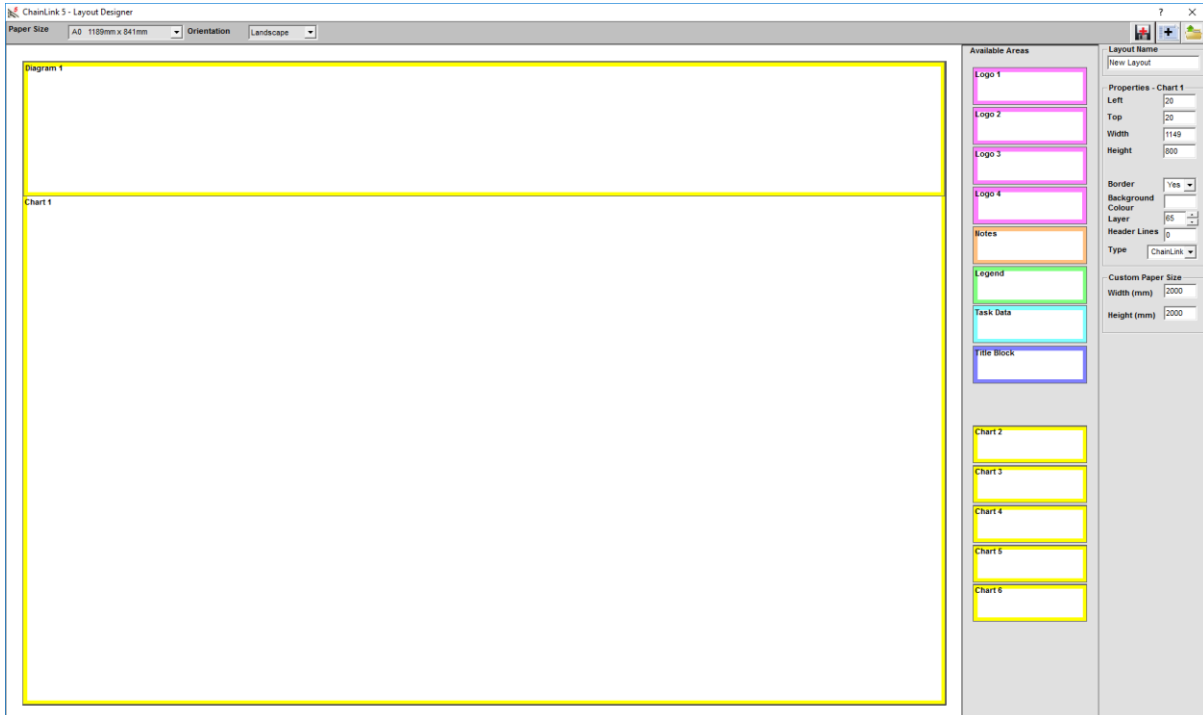 ChainLink 5 - Layout Designer
? ×
Paper Size A0 1189mm x 841mm Orientation Landscape
Diagram 1
Chart 1
Available Areas
Logo 1
Logo 2
Logo 3
Logo 4
Notes
Legend
Task Data
Title Block
Chart 2
Chart 3
Chart 4
Chart 5
Chart 6
Layout Name
New Layout
Properties - Chart 1
Left 20
Top 20
Width 1149
Height 800
Border Yes
Background
Colour
Layer 65
Header Lines 0
Type ChainLink
Custom Paper Size
Width (mm) 2000
Height (mm) 2000